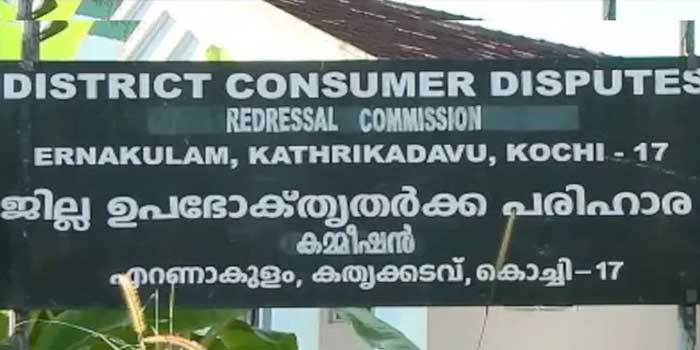 DISTRICT CONSUMER DISPUTES
REDRESSAL COMMISSION
ERNAKULAM, KATHRIKADAVU, KOCHI - 17
ജില്ല ഉപഭോക്തൃതർക്ക പരിഹാര
കമ്മീഷൻ
എറണാകുളം, കതൃക്കടവ്, കൊച്ചി–17